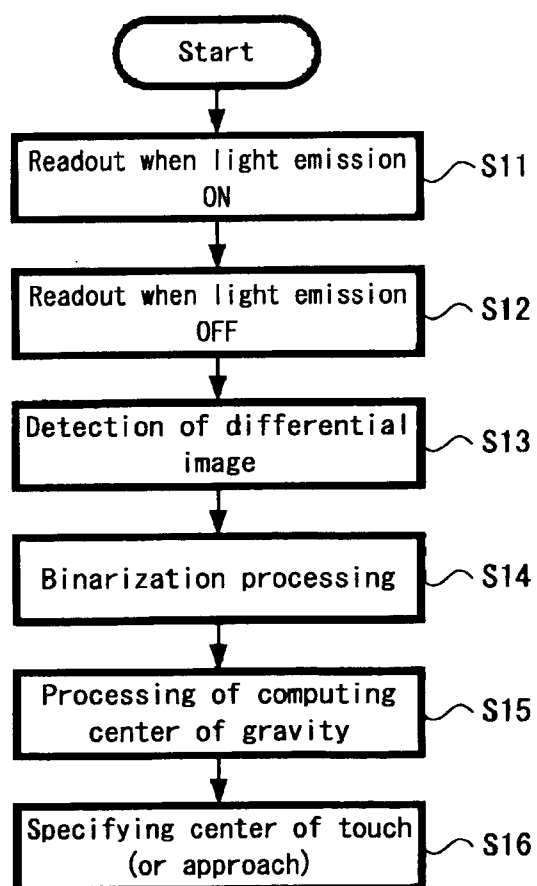 Start
Readout when light emission
ON
S11
Readout when light emission
OFF
S12
Detection of differential
image
S13
Binarization processing
S14
Processing of computing
center of gravity
S15
Specifying center of touch
(or approach)
S16